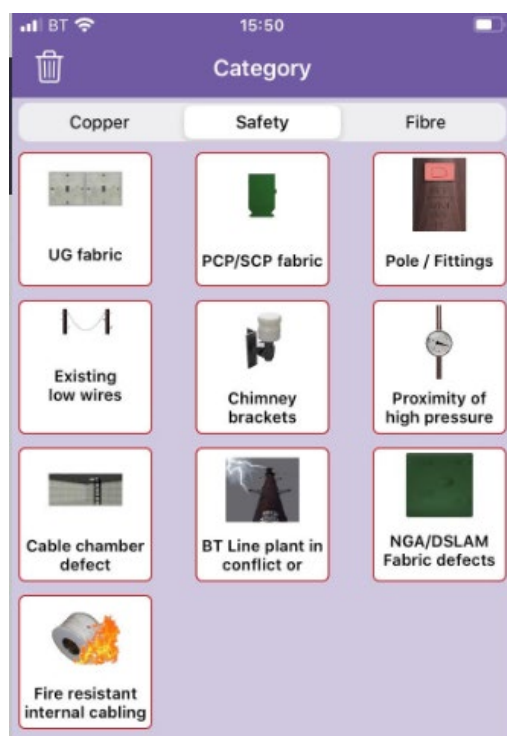 BT 15:50
Category
Copper Safety Fibre
UG fabric
PCP/SCP fabric
Pole / Fittings
Existing
low wires
Chimney
brackets
Proximity of
high pressure
Cable chamber
defect
BT Line plant in
conflict or
NGA/DSLAM
Fabric defects
Fire resistant
internal cabling